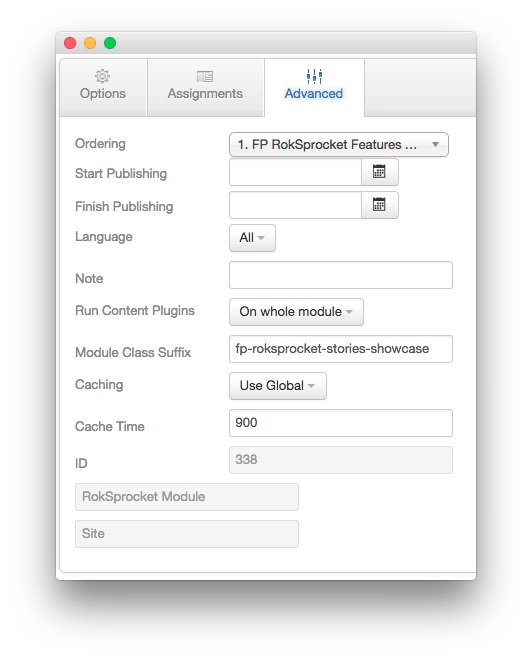 Options
Assignments
Advanced
Ordering
1. FP RokSprocket Features ...
Start Publishing
Finish Publishing
Language
All
Note
Run Content Plugins
On whole module
Module Class Suffix
fp-roksprocket-stories-showcase
Caching
Use Global
Cache Time
900
ID
338
RokSprocket Module
Site